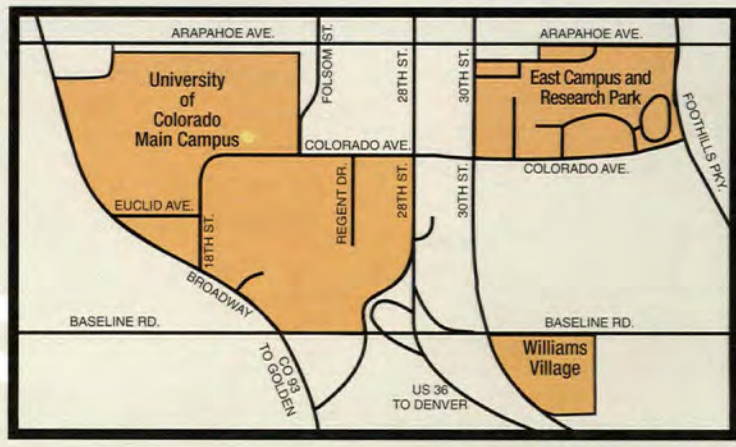 ARAPAHOE AVE.
ARAPAHOE AVE.
FOLSOM ST.
28TH ST.
30TH ST.
University
of
Colorado
Main Campus
East Campus and
Research Park
FOOTHILLS PKY.
COLORADO AVE.
COLORADO AVE.
EUCLID AVE.
18TH ST.
REGENT DR.
28TH ST.
30TH ST.
BROADWAY
BASELINE RD.
BASELINE RD.
CO 93
TO GOLDEN
US 36
TO DENVER
Williams
Village